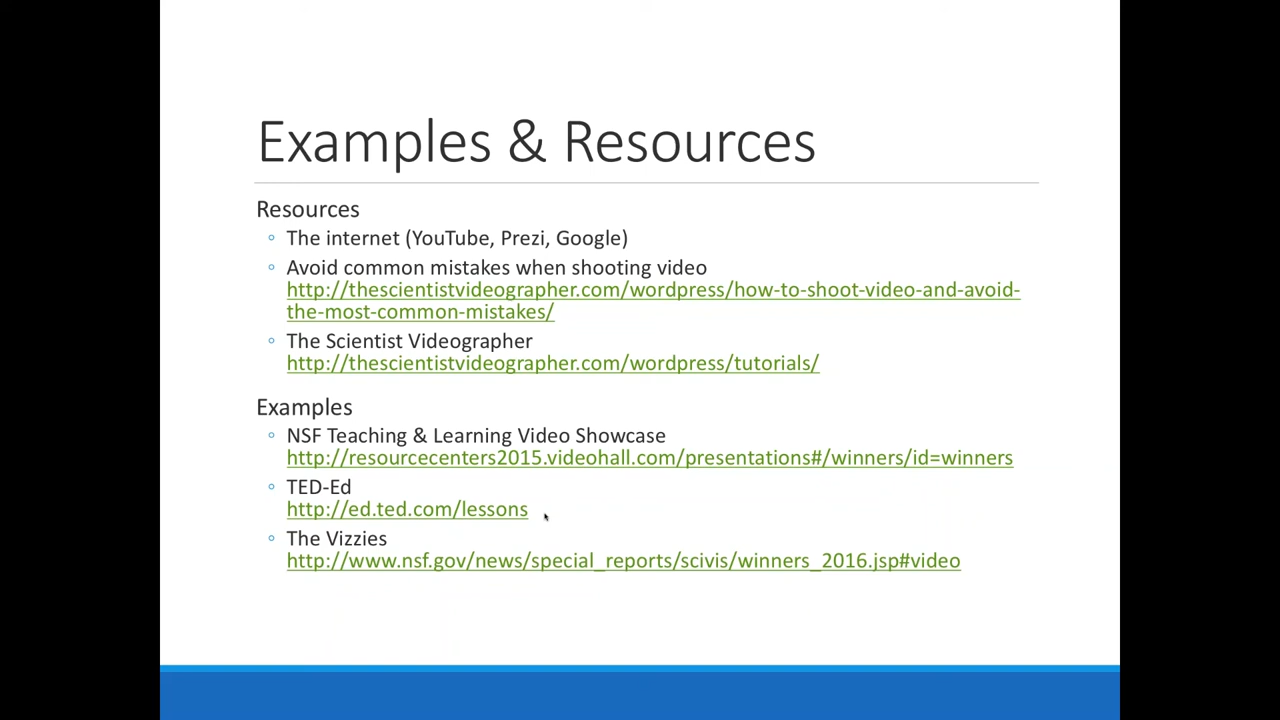 Examples & Resources
Resources
◦ The internet (YouTube, Prezi, Google)
◦ Avoid common mistakes when shooting video
http://thescientistvideographer.com/wordpress/how-to-shoot-video-and-avoid-
the-most-common-mistakes/
◦ The Scientist Videographer
http://thescientistvideographer.com/wordpress/tutorials/
Examples
◦ NSF Teaching & Learning Video Showcase
http://resourcecenters2015.videohall.com/presentations#/winners/id=winners
◦ TED-Ed
http://ed.ted.com/lessons
◦ The Vizzies
http://www.nsf.gov/news/special_reports/scivis/winners_2016.jsp#video